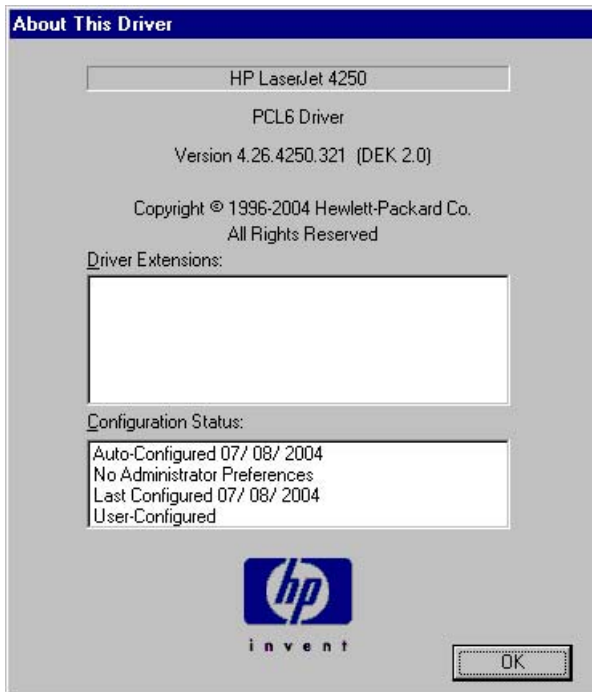 About This Driver
HP LaserJet 4250
PCL6 Driver
Version 4.26.4250.321 (DEK 2.0)
Copyright © 1996-2004 Hewlett-Packard Co.
All Rights Reserved
Driver Extensions:
Configuration Status:
Auto-Configured 07/ 08/ 2004
No Administrator Preferences
Last Configured 07/ 08/ 2004
User-Configured
hp
invent
OK